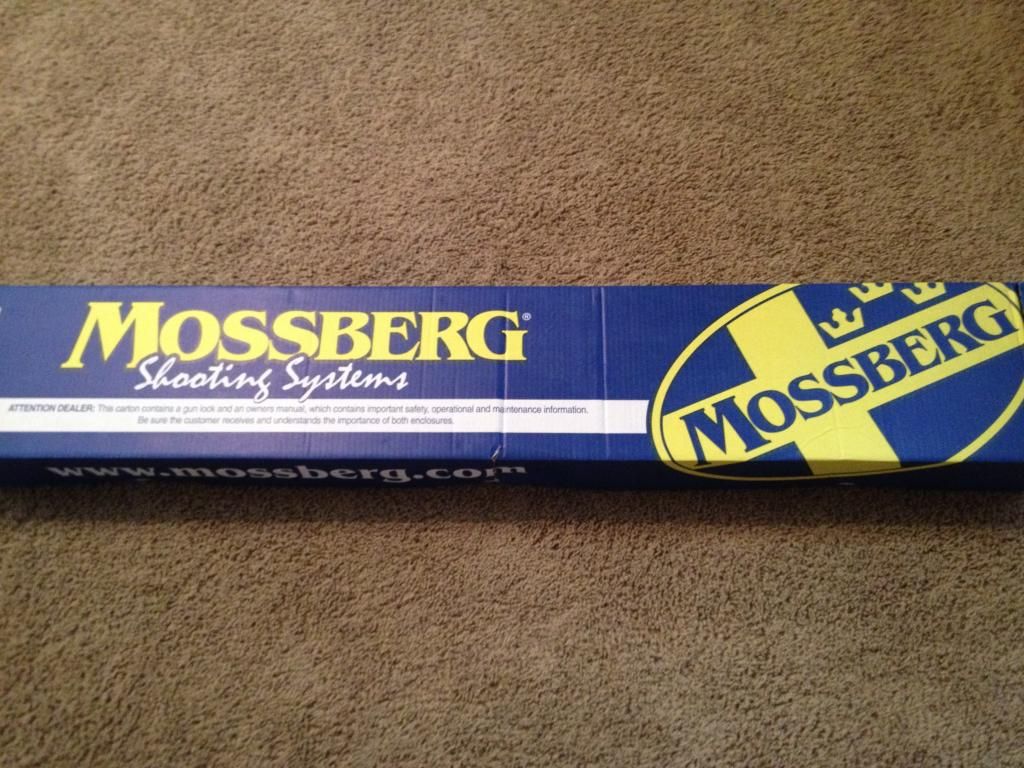 MOSSBERG®
Shooting Systems
ATTENTION DEALER: This carton contains a gun lock and an owners manual, which contains important safety, operational and maintenance information.
Be sure the customer receives and understands the importance of both enclosures.
www.mossberg.com
MOSSBERG